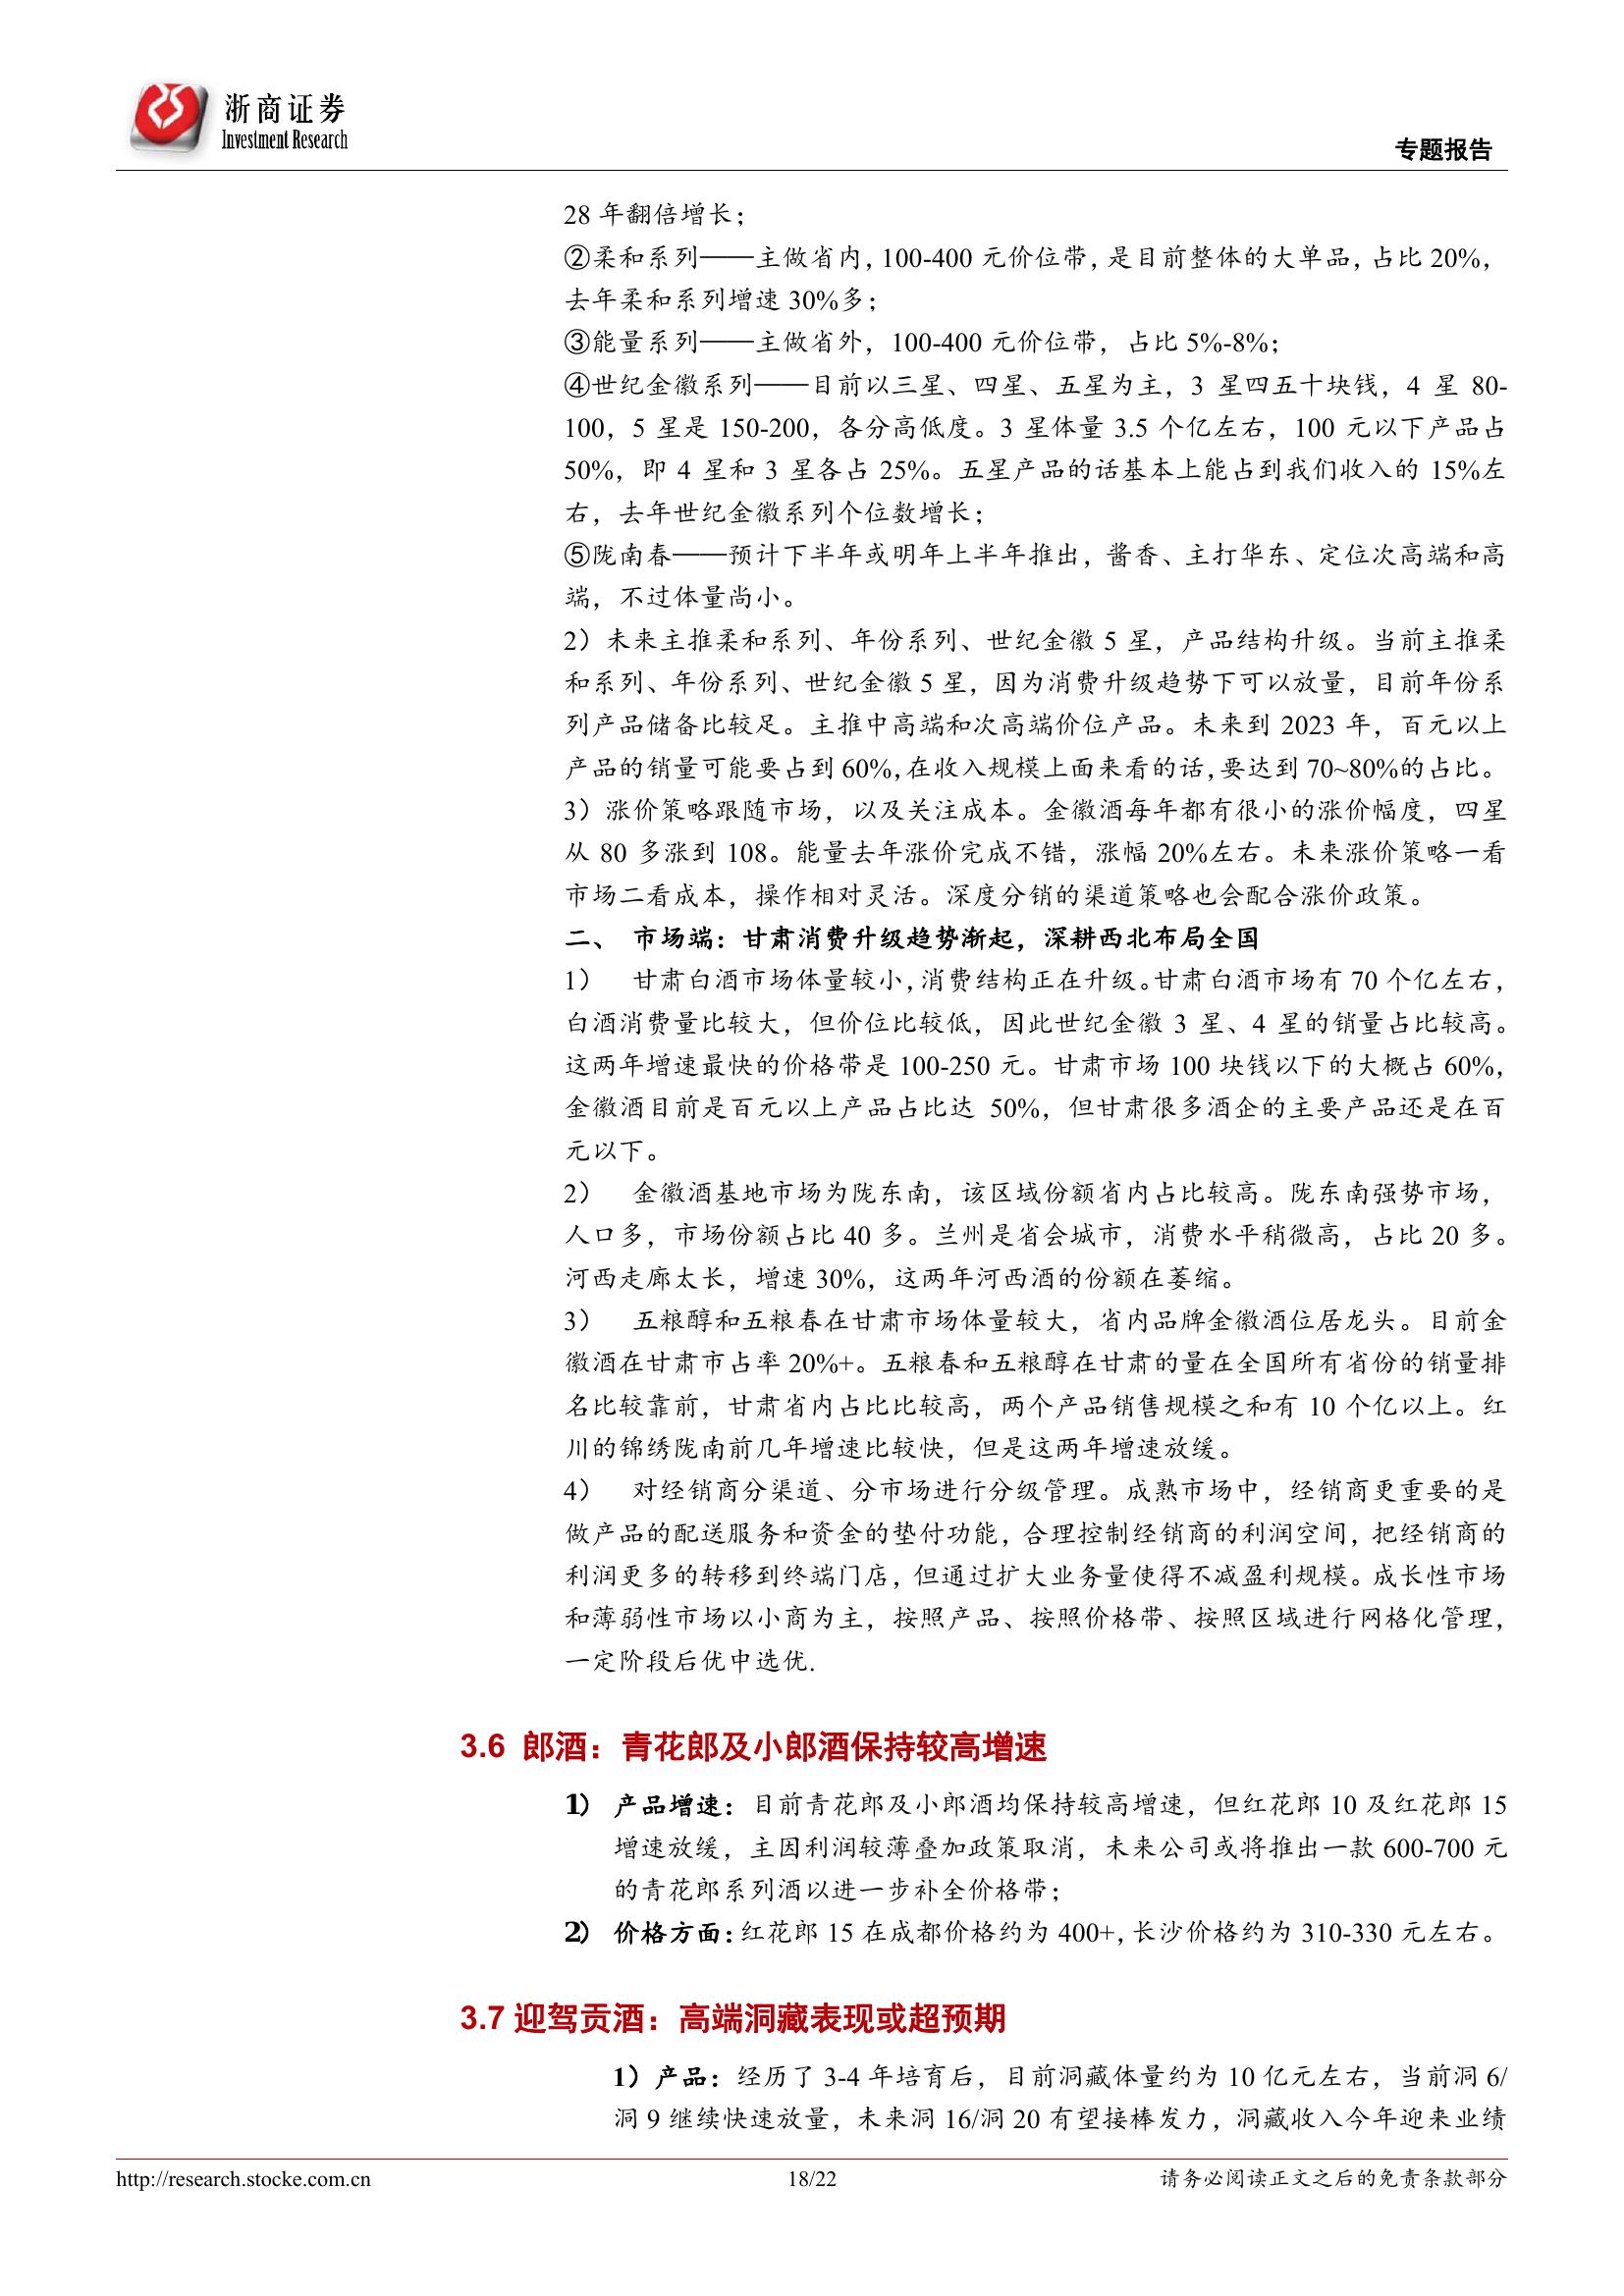 浙商证券
Investment Research
专题报告
28 年翻倍增长；
②柔和系列——主做省内，100-400 元价位带，是目前整体的大单品，占比 20%，
去年柔和系列增速 30%多；
③能量系列——主做省外，100-400 元价位带，占比 5%-8%；
④世纪金徽系列——目前以三星、四星、五星为主，3 星四五十块钱，4 星 80-
100，5 星是 150-200，各分高低度。3 星体量 3.5 个亿左右，100 元以下产品占
50%，即 4 星和 3 星各占 25%。五星产品的话基本上能占到我们收入的 15%左
右，去年世纪金徽系列个位数增长；
⑤陇南春——预计下半年或明年上半年推出，酱香、主打华东、定位次高端和高
端，不过体量尚小。
2）未来主推柔和系列、年份系列、世纪金徽 5 星，产品结构升级。当前主推柔
和系列、年份系列、世纪金徽 5 星，因为消费升级趋势下可以放量，目前年份系
列产品储备比较足。主推中高端和次高端价位产品。未来到 2023 年，百元以上
产品的销量可能要占到 60%,在收入规模上面来看的话,要达到 70~80%的占比。
3）涨价策略跟随市场，以及关注成本。金徽酒每年都有很小的涨价幅度，四星
从 80 多涨到 108。能量去年涨价完成不错，涨幅 20%左右。未来涨价策略一看
市场二看成本，操作相对灵活。深度分销的渠道策略也会配合涨价政策。
二、 市场端：甘肃消费升级趋势渐起，深耕西北布局全国
1） 甘肃白酒市场体量较小,消费结构正在升级。甘肃白酒市场有 70 个亿左右，
白酒消费量比较大，但价位比较低，因此世纪金徽 3 星、4 星的销量占比较高。
这两年增速最快的价格带是 100-250 元。甘肃市场 100 块钱以下的大概占 60%,
金徽酒目前是百元以上产品占比达 50%，但甘肃很多酒企的主要产品还是在百
元以下。
2） 金徽酒基地市场为陇东南，该区域份额省内占比较高。陇东南强势市场，
人口多，市场份额占比 40 多。兰州是省会城市，消费水平稍微高，占比 20 多。
河西走廊太长，增速 30%，这两年河西酒的份额在萎缩。
3） 五粮醇和五粮春在甘肃市场体量较大，省内品牌金徽酒位居龙头。目前金
徽酒在甘肃市占率 20%+。五粮春和五粮醇在甘肃的量在全国所有省份的销量排
名比较靠前，甘肃省内占比比较高，两个产品销售规模之和有 10 个亿以上。红
川的锦绣陇南前几年增速比较快，但是这两年增速放缓。
4） 对经销商分渠道、分市场进行分级管理。成熟市场中，经销商更重要的是
做产品的配送服务和资金的垫付功能，合理控制经销商的利润空间，把经销商的
利润更多的转移到终端门店，但通过扩大业务量使得不减盈利规模。成长性市场
和薄弱性市场以小商为主，按照产品、按照价格带、按照区域进行网格化管理，
一定阶段后优中选优.
3.6 郎酒：青花郎及小郎酒保持较高增速
1) 产品增速：目前青花郎及小郎酒均保持较高增速，但红花郎 10 及红花郎 15
增速放缓，主因利润较薄叠加政策取消，未来公司或将推出一款 600-700 元
的青花郎系列酒以进一步补全价格带；
2) 价格方面：红花郎 15 在成都价格约为 400+，长沙价格约为 310-330 元左右。
3.7 迎驾贡酒：高端洞藏表现或超预期
1）产品：经历了 3-4 年培育后，目前洞藏体量约为 10 亿元左右，当前洞 6/
洞 9 继续快速放量，未来洞 16/洞 20 有望接棒发力，洞藏收入今年迎来业绩
http://research.stocke.com.cn
18/22
请务必阅读正文之后的免责条款部分